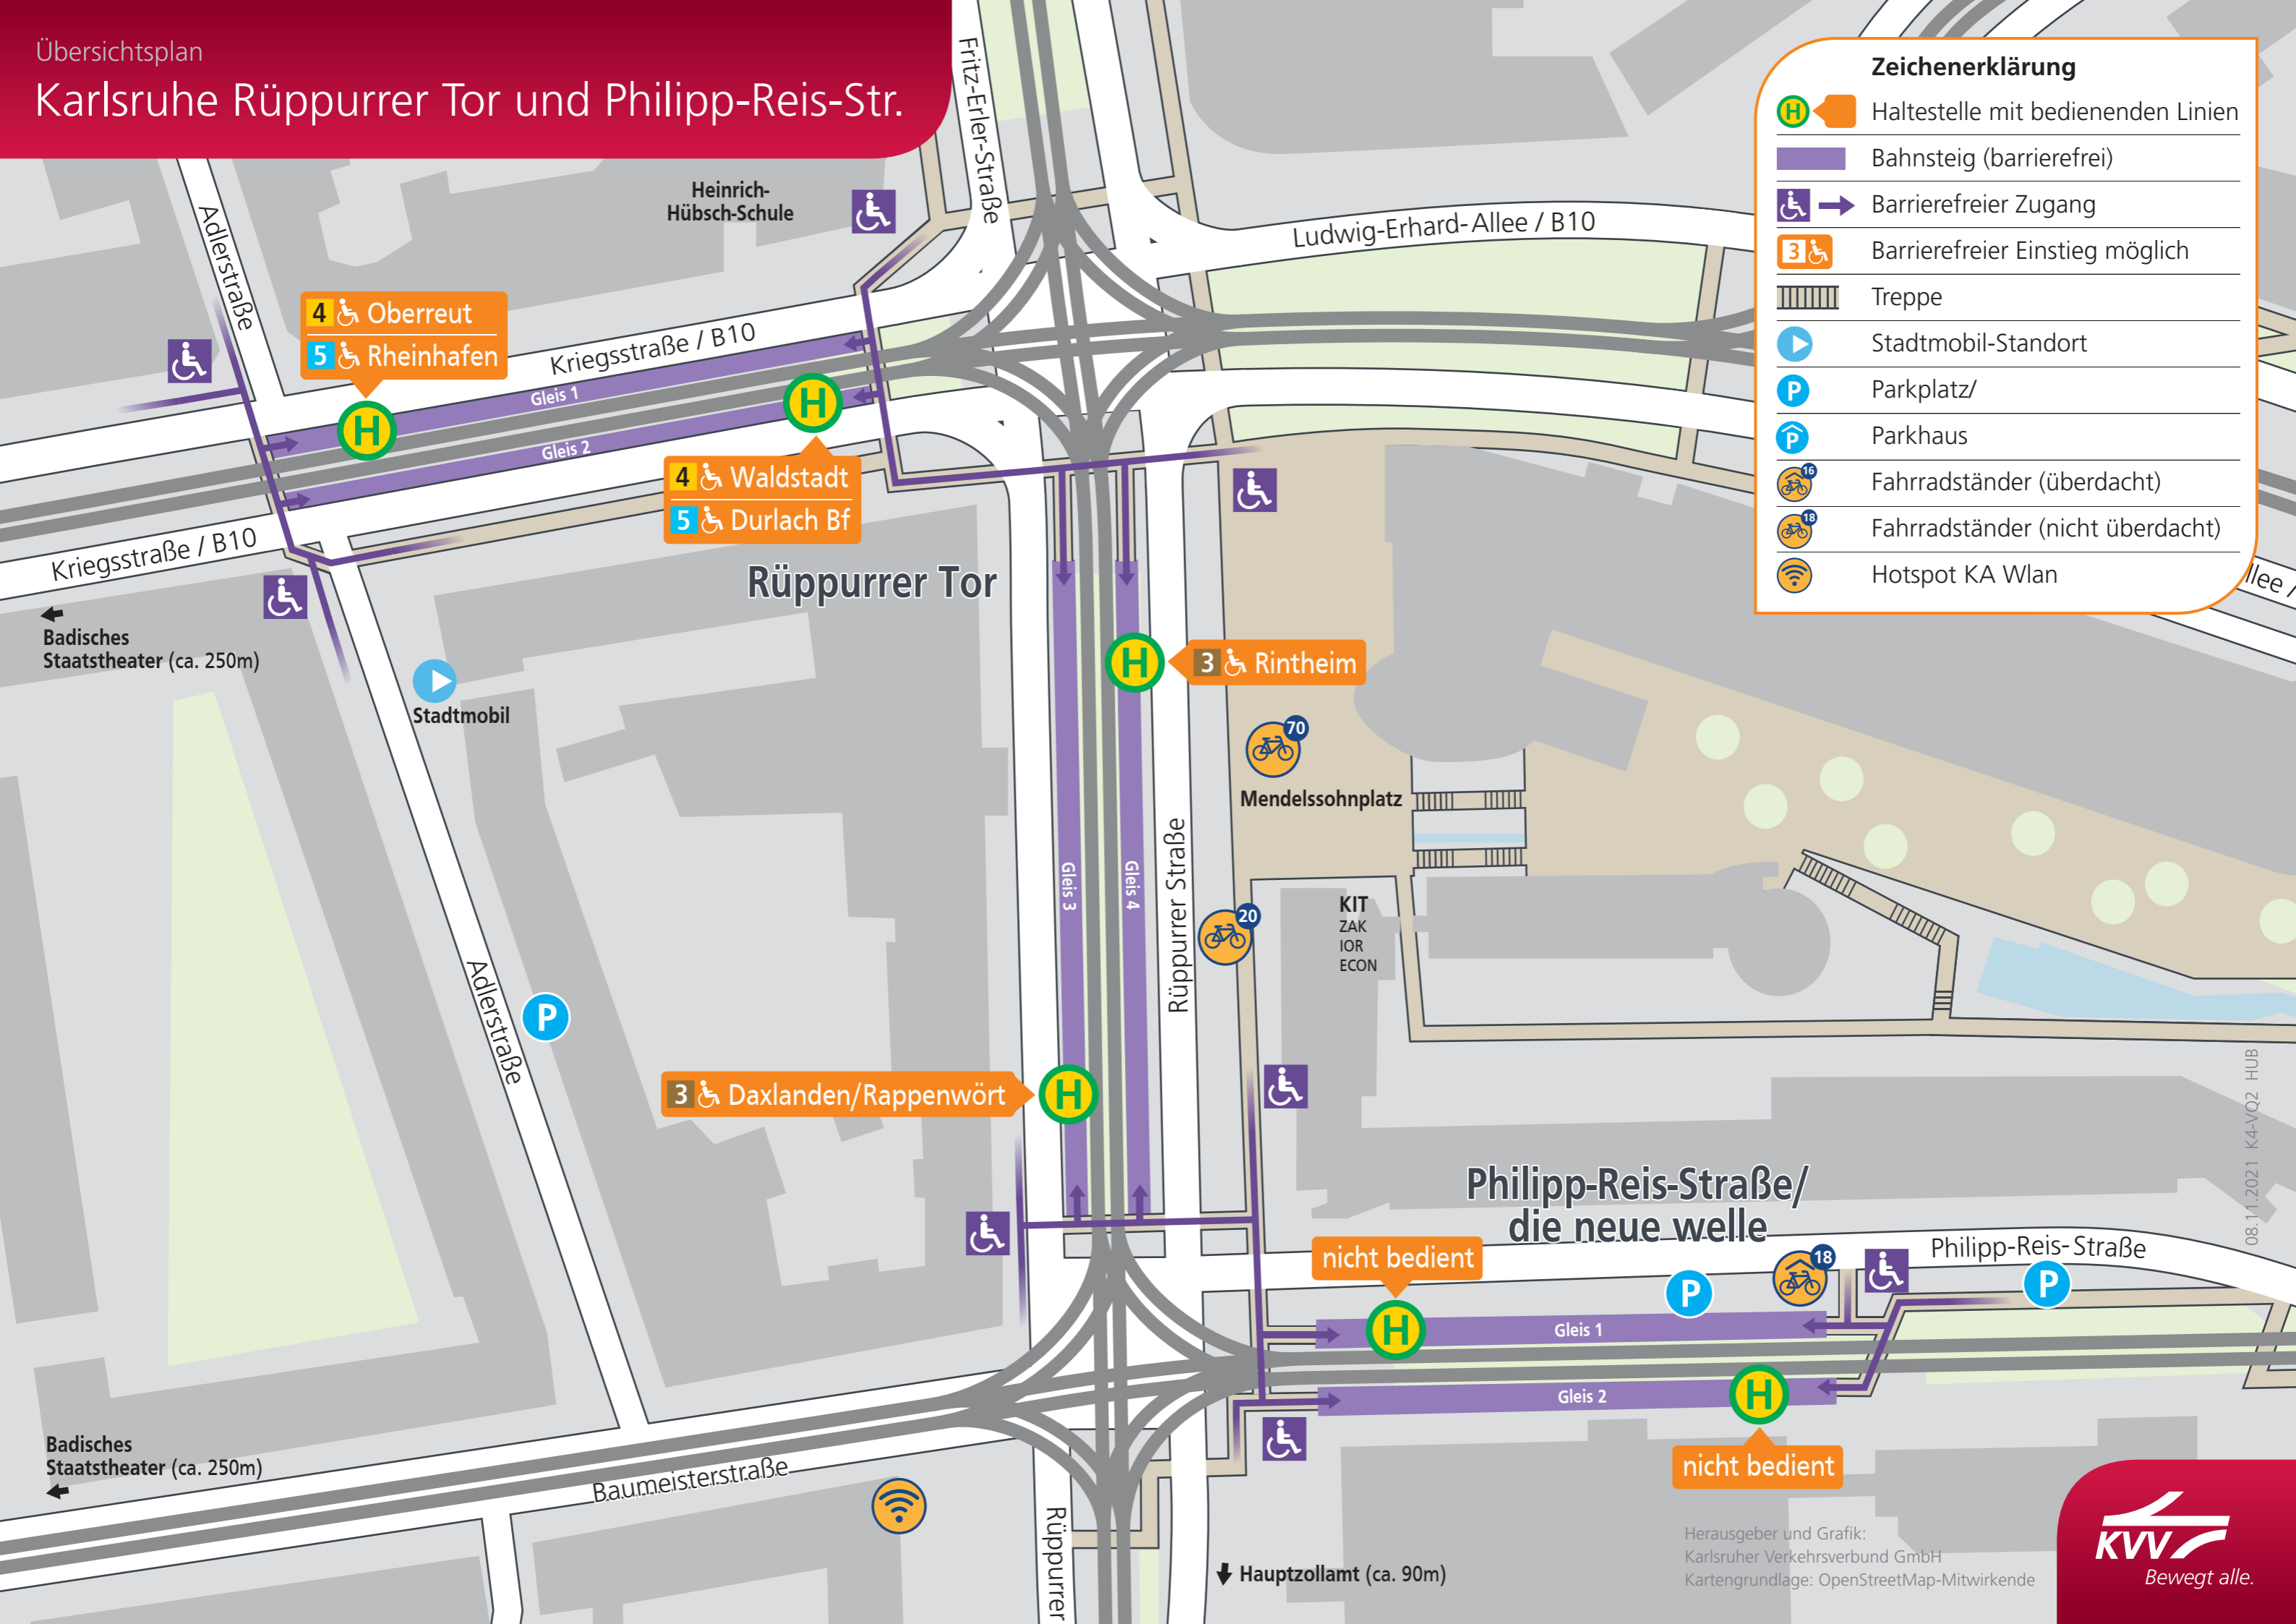 Übersichtsplan
Karlsruhe Rüppurrer Tor und Philipp-Reis-Str.
Zeichenerklärung
H Haltestelle mit bedienenden Linien
Bahnsteig (barrierefrei)
Barrierefreier Zugang
3 Barrierefreier Einstieg möglich
Treppe
Stadtmobil-Standort
P Parkplatz/
P Parkhaus
16 Fahrradständer (überdacht)
18 Fahrradständer (nicht überdacht)
Hotspot KA Wlan
Fritz-Erler-Straße
Heinrich-
Hübsch-Schule
Adlerstraße
Ludwig-Erhard-Allee / B10
4 Oberreut
5 Rheinhafen
Kriegsstraße / B10
Gleis 1
H
H
Gleis 2
4 Waldstadt
5 Durlach Bf
Kriegsstraße / B10
Rüppurrer Tor
llee /
Badisches
Staatstheater (ca. 250m)
Stadtmobil
H
3 Rintheim
70
Mendelssohnplatz
Gleis 3
Gleis 4
Rüppurrer Straße
20
KIT
ZAK
IOR
ECON
Adlerstraße
P
3 Daxlanden/Rappenwört
H
Philipp-Reis-Straße/
die neue welle
nicht bedient
Philipp-Reis-Straße
18
P
P
H
Gleis 1
Gleis 2
H
nicht bedient
Badisches
Staatstheater (ca. 250m)
Baumeisterstraße
Rüppurrer
Hauptzollamt (ca. 90m)
08.11.2021 K4-VQ2 HUB
Herausgeber und Grafik:
Karlsruher Verkehrsverbund GmbH
Kartengrundlage: OpenStreetMap-Mitwirkende
KVV
Bewegt alle.